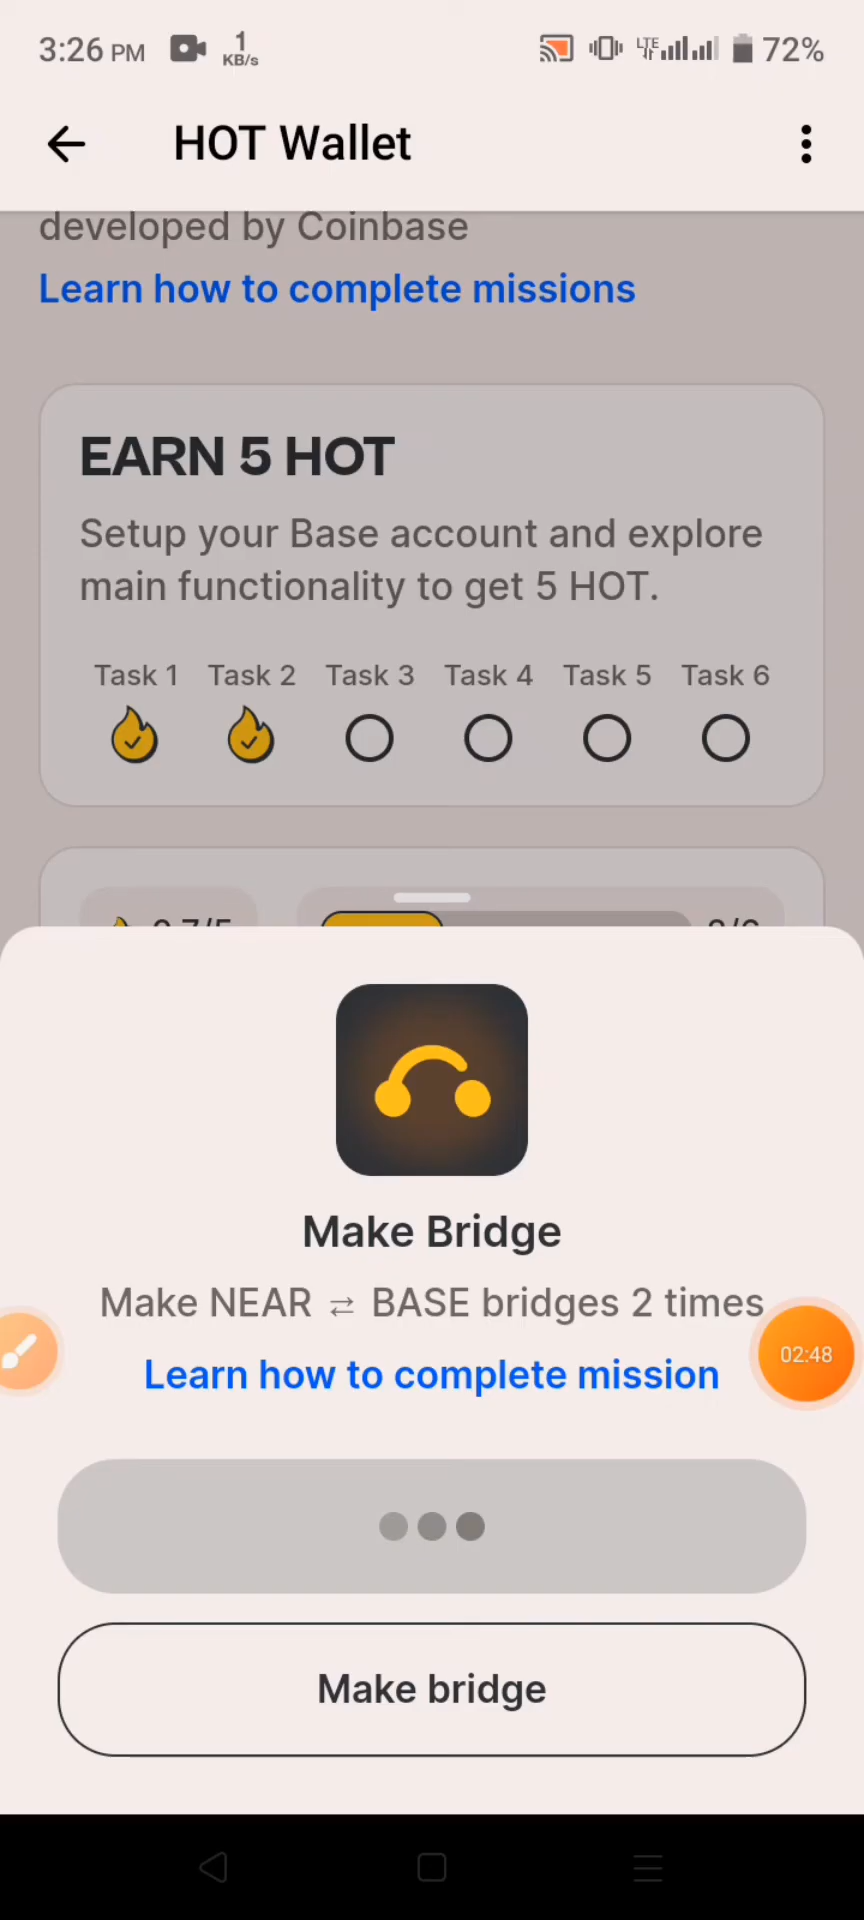 3:26 PM 1 KB/s LTE 72%
HOT Wallet
developed by Coinbase
Learn how to complete missions
EARN 5 HOT
Setup your Base account and explore
main functionality to get 5 HOT.
Task 1 Task 2 Task 3 Task 4 Task 5 Task 6
Make Bridge
Make NEAR ⇄ BASE bridges 2 times
02:48
Learn how to complete mission
Make bridge